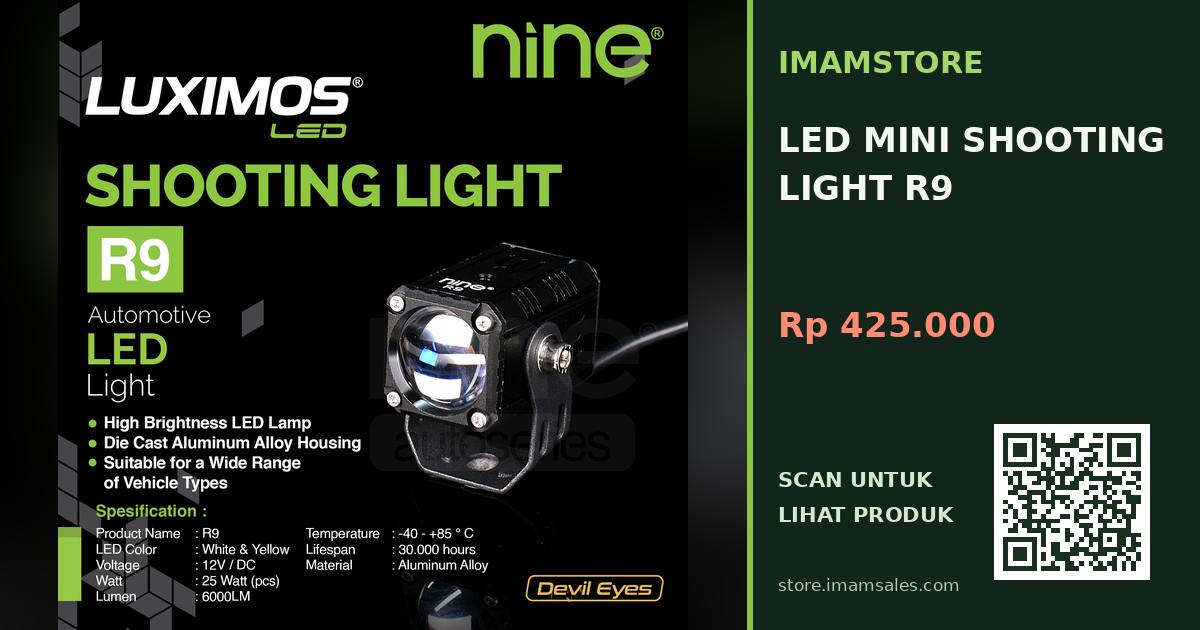 nine®
LUXIMOS®
LED
SHOOTING LIGHT
R9
Automotive
LED
Light
nine®
R9
nine®
autoseries
High Brightness LED Lamp
Die Cast Aluminum Alloy Housing
Suitable for a Wide Range
of Vehicle Types
Spesification :
Product Name : R9
LED Color : White & Yellow
Voltage : 12V / DC
Watt : 25 Watt (pcs)
Lumen : 6000LM
Temperature : -40 - +85 ° C
Lifespan : 30.000 hours
Material : Aluminum Alloy
Devil Eyes
IMAMSTORE
LED MINI SHOOTING
LIGHT R9
Rp 425.000
SCAN UNTUK
LIHAT PRODUK
store.imamsales.com